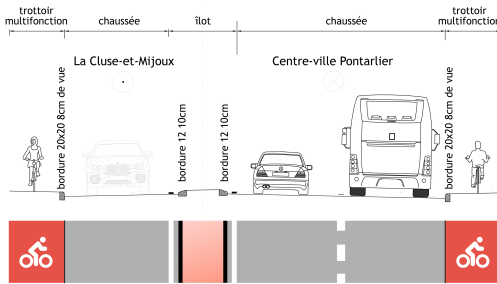 trottoir
multifonction
chaussée
îlot
chaussée
trottoir
multifonction
La Cluse-et-Mijoux
Centre-ville Pontarlier
bordure 20x20 8cm de vue
bordure 12 10cm
bordure 12 10cm
bordure 20x20 8cm de vue